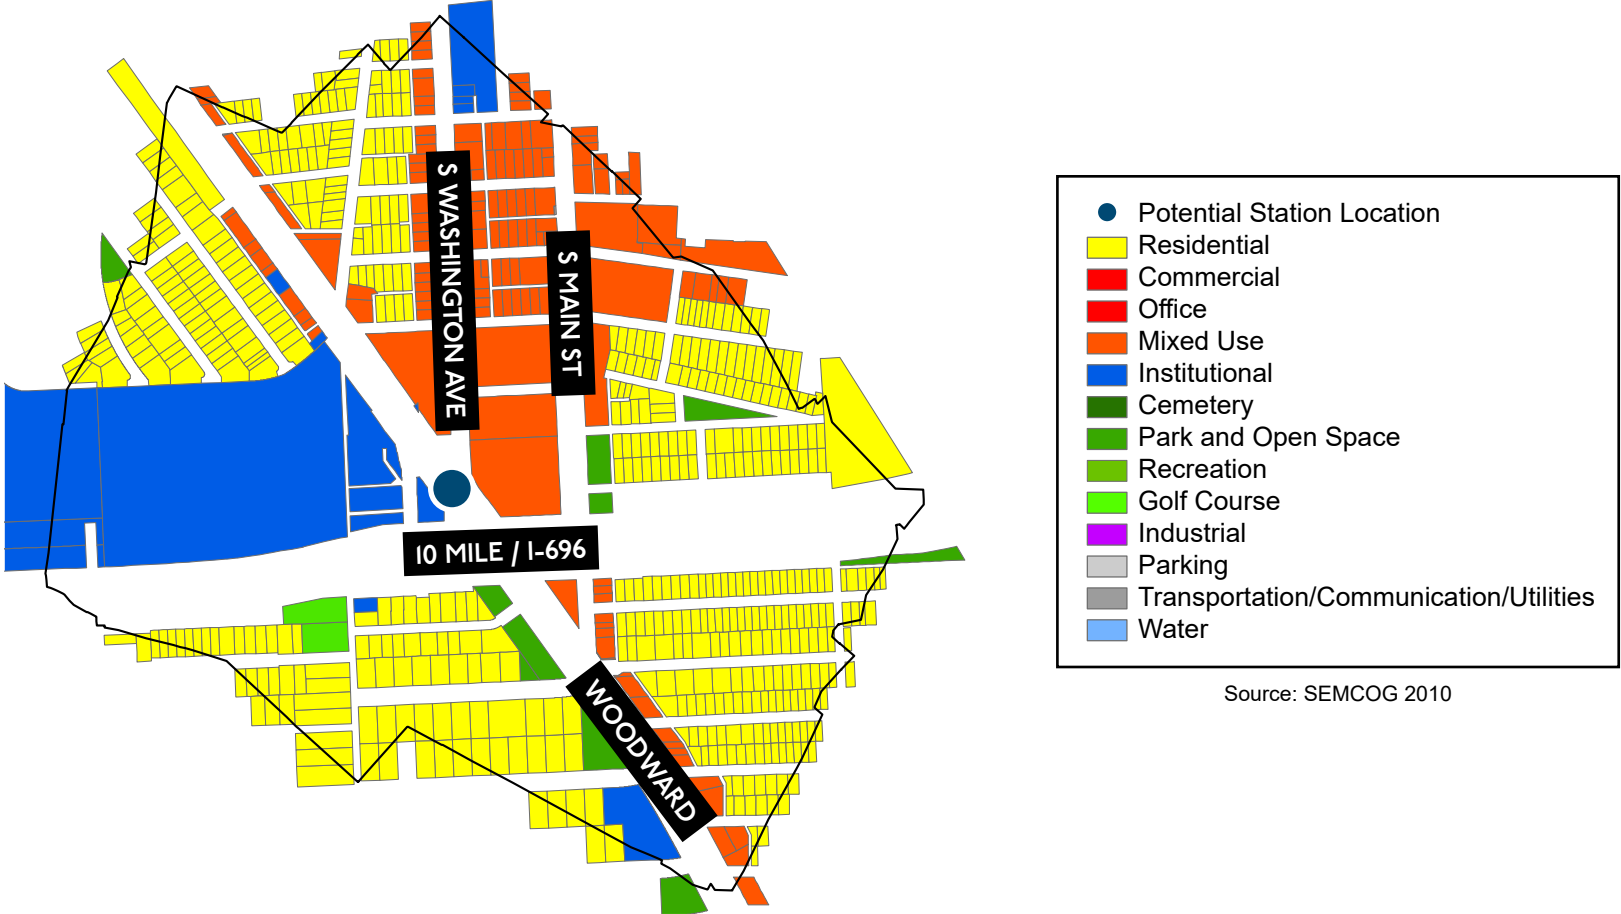 S WASHINGTON AVE
S MAIN ST
10 MILE / I-696
WOODWARD
Potential Station Location
Residential
Commercial
Office
Mixed Use
Institutional
Cemetery
Park and Open Space
Recreation
Golf Course
Industrial
Parking
Transportation/Communication/Utilities
Water
Source: SEMCOG 2010